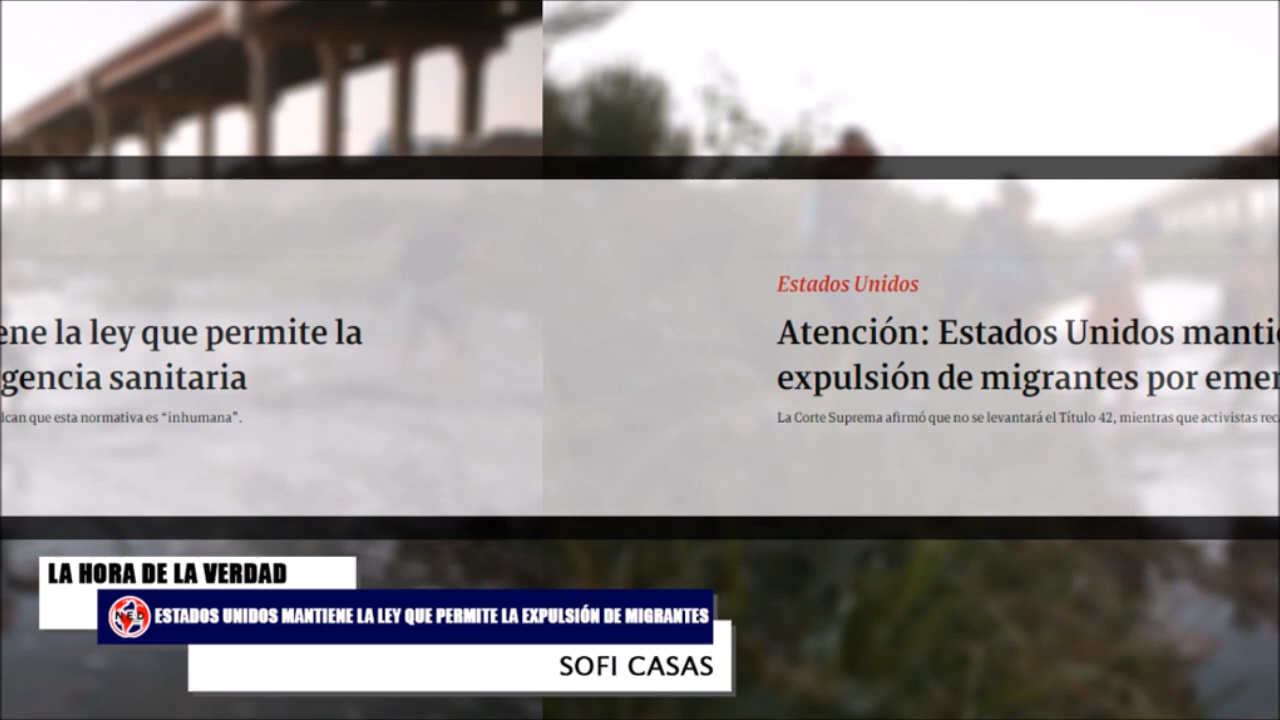 ene la ley que permite la
gencia sanitaria
lcan que esta normativa es “inhumana”.
Estados Unidos
Atención: Estados Unidos mantie
expulsión de migrantes por emer
La Corte Suprema afirmó que no se levantará el Título 42, mientras que activistas rec
LA HORA DE LA VERDAD
ESTADOS UNIDOS MANTIENE LA LEY QUE PERMITE LA EXPULSIÓN DE MIGRANTES
SOFI CASAS